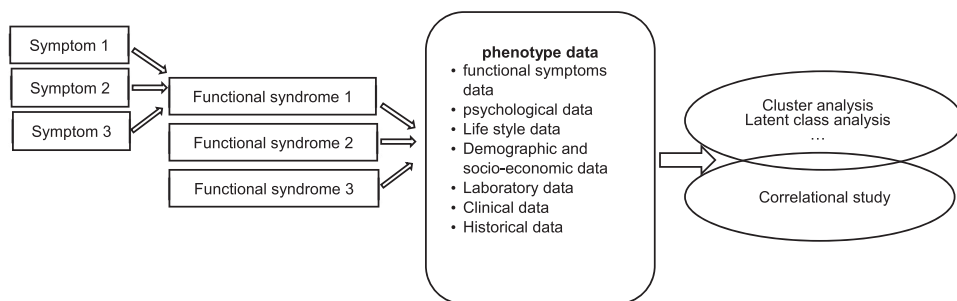 Symptom 1
Symptom 2
Symptom 3
Functional syndrome 1
Functional syndrome 2
Functional syndrome 3
phenotype data
• functional symptoms
data
• psychological data
• Life style data
• Demographic and
socio-economic data
• Laboratory data
• Clinical data
• Historical data
Cluster analysis
Latent class analysis
...
Correlational study